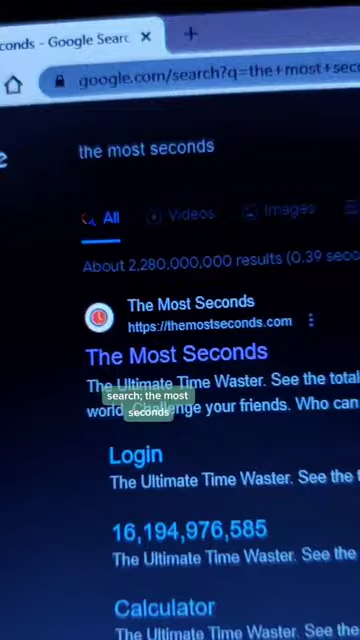 conds - Google Searc
google.com/search?q=the+most+seco
the most seconds
All
Videos
Images
About 2,280,000,000 results (0.39 seco
The Most Seconds
https://themostseconds.com
The Most Seconds
The Ultimate Time Waster. See the total
world. Challenge your friends. Who can
search; the most
seconds
Login
The Ultimate Time Waster. See the t
16,194,976,585
The Ultimate Time Waster. See the
Calculator
The Ultimate Time Waster. See the